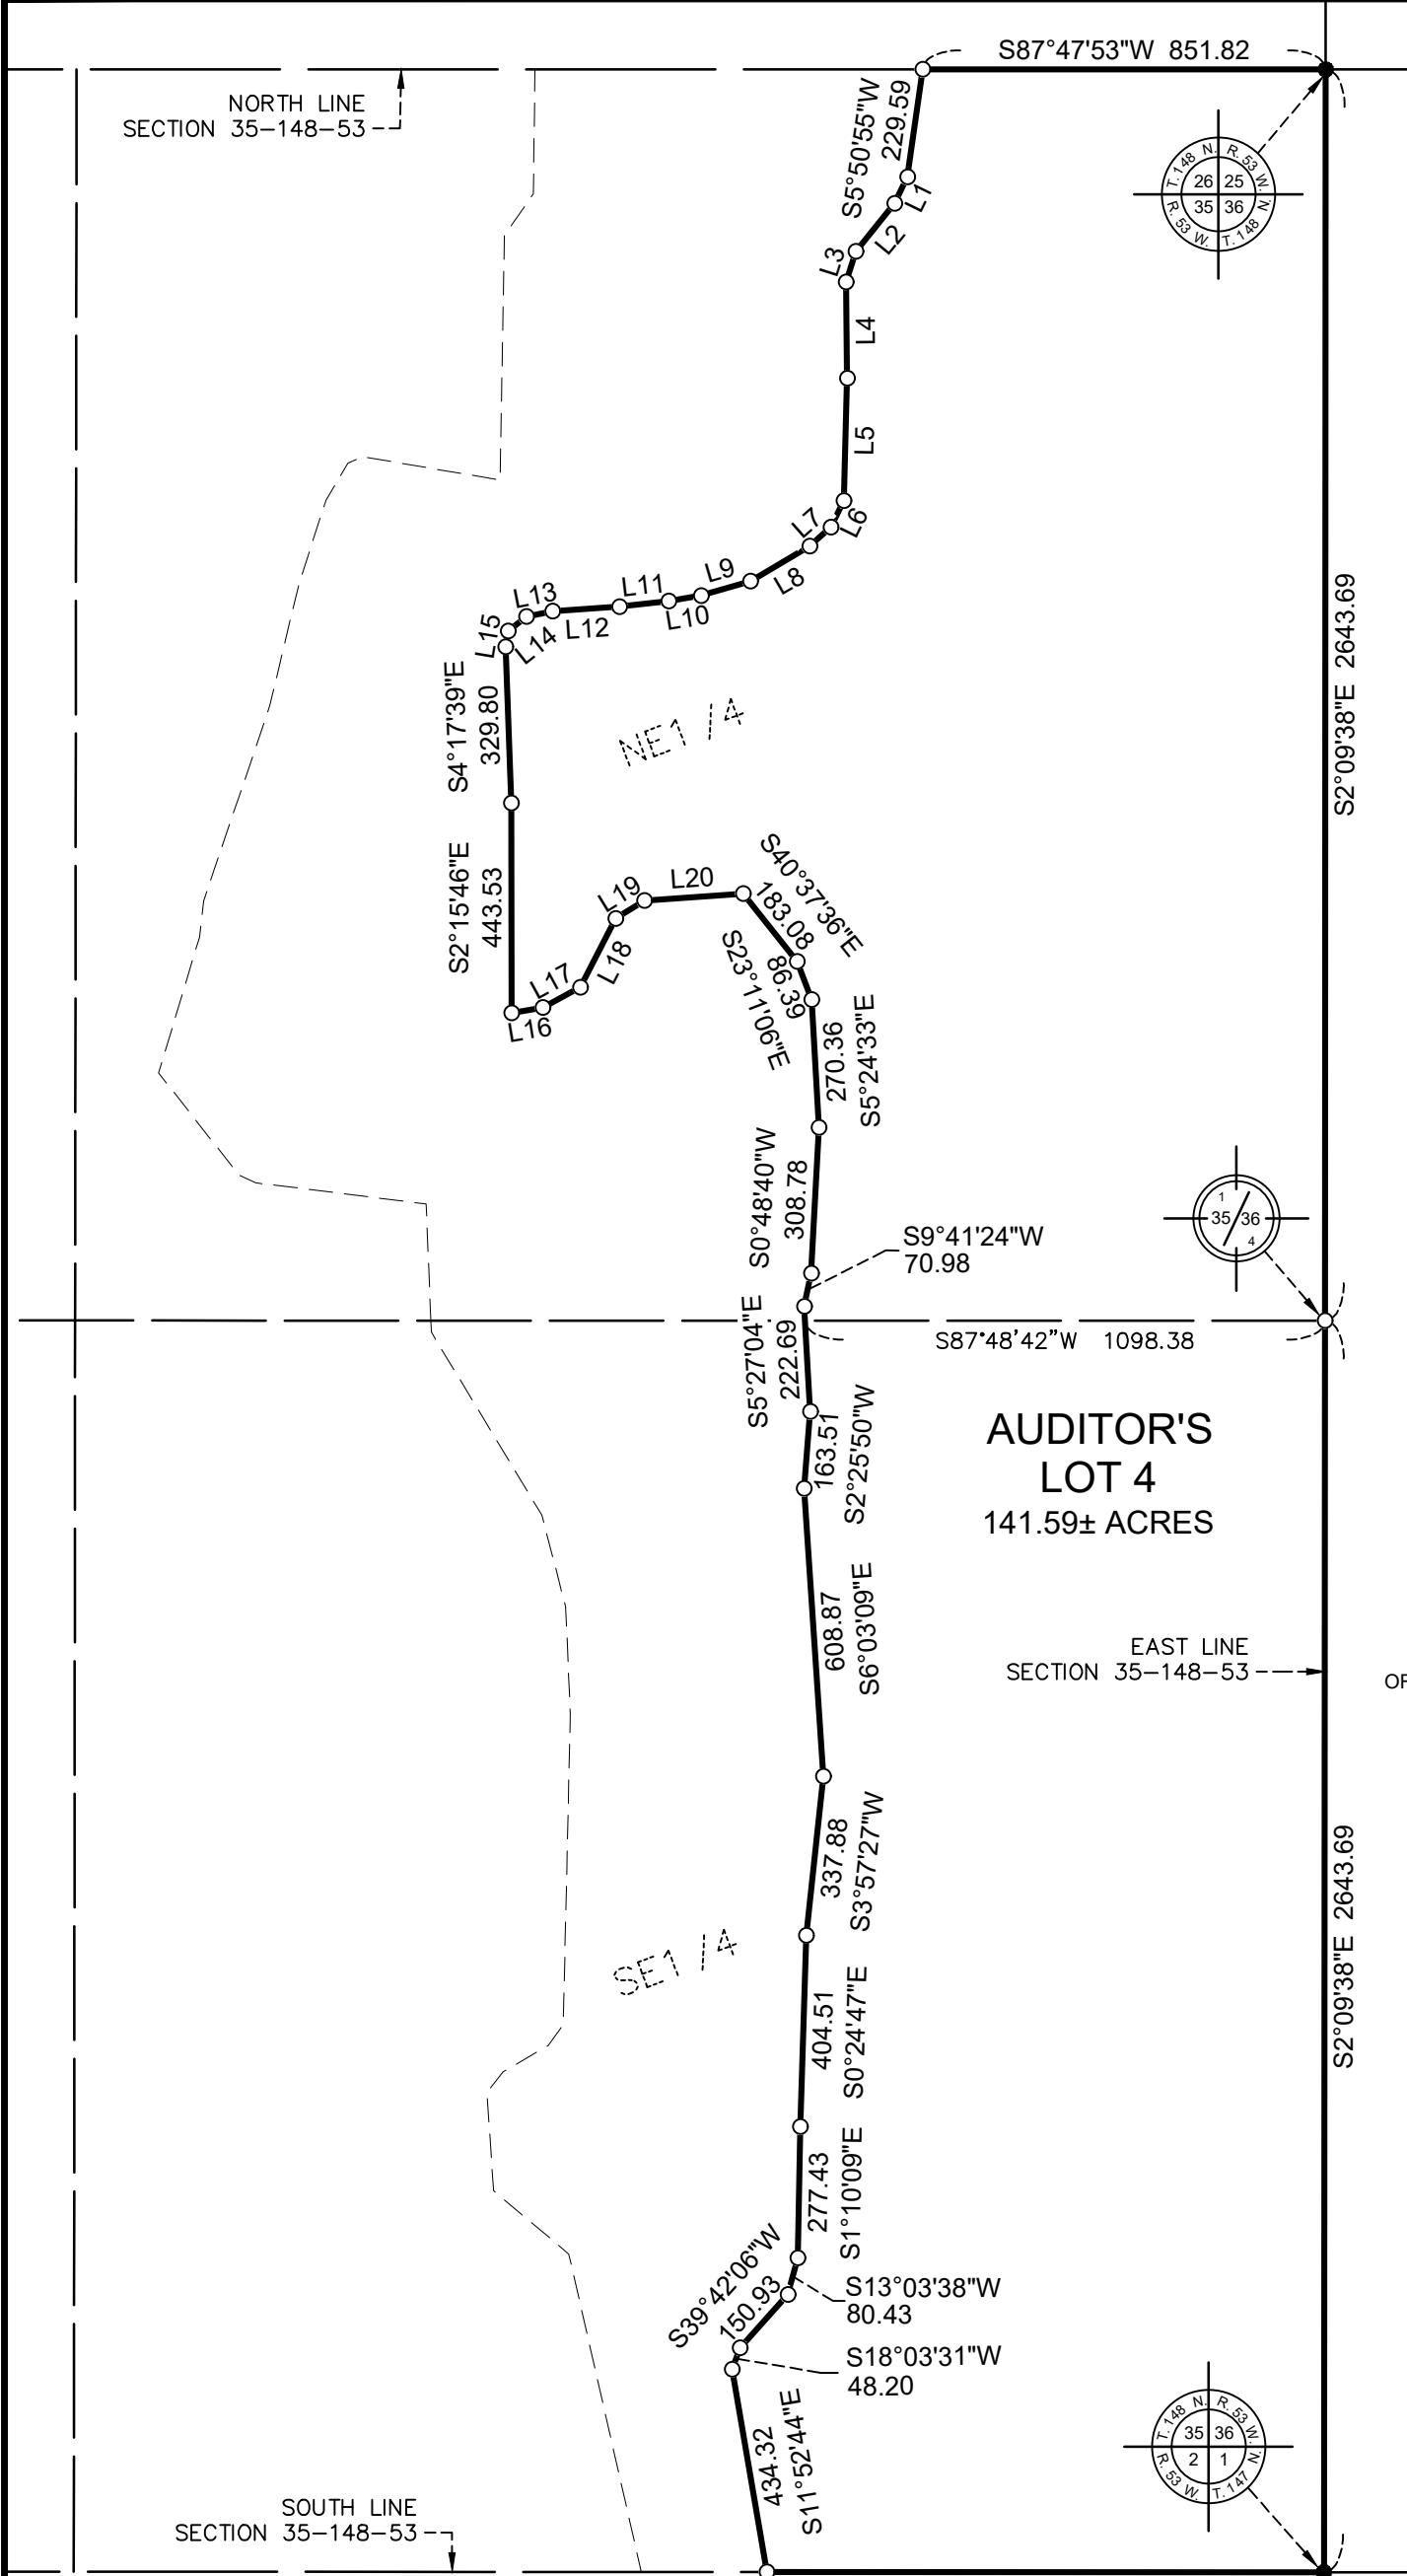 S87°47'53"W 851.82
NORTH LINE
SECTION 35-148-53
S5°50'55"W
229.59
T. 148 N. R. 53 W.
26 25
35 36
R. 53 W. T. 148 N.
L1
L2
L3
L4
L5
L6
L7
L8
L9
L10
L11
L12
L13
L14
L15
S2°09'38"E 2643.69
S4°17'39"E
329.80
NE1/4
S2°15'46"E
443.53
L16
L17
L18
L19
L20
S40°37'36"E
183.08
S23°11'06"E
86.39
270.36
S5°24'33"E
S0°48'40"W
308.78
S9°41'24"W
70.98
1
35 36
4
S87°48'42"W 1098.38
S5°27'04"E
222.69
163.51
S2°25'50"W
AUDITOR'S
LOT 4
141.59± ACRES
608.87
S6°03'09"E
EAST LINE
SECTION 35-148-53
337.88
S3°57'27"W
S2°09'38"E 2643.69
SE1/4
404.51
S0°24'47"E
277.43
S1°10'09"E
S39°42'06"W
150.93
S13°03'38"W
80.43
S18°03'31"W
48.20
434.32
S11°52'44"E
T. 148 N. R. 53 W.
35 36
2 1
R. 53 W. T. 147 N.
SOUTH LINE
SECTION 35-148-53